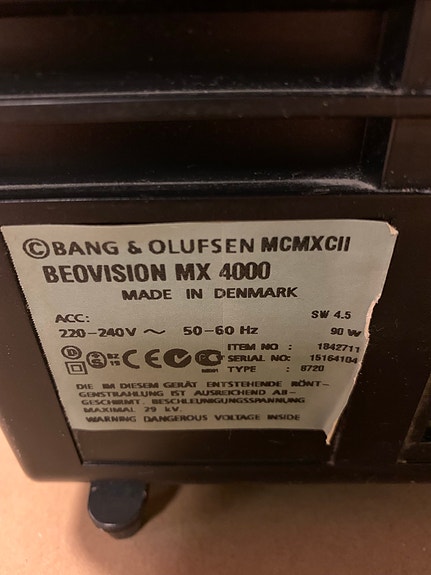 ©BANG & OLUFSEN MCMXCII
BEOVISION MX 4000
MADE IN DENMARK
ACC: SW 4.5
220-240V ~ 50-60 Hz 90 W
ITEM NO : 1842711
D SERIAL NO: 15164104
TYPE : 8720
DIE IM DIESEM GERÄT ENTSTEHENDE RÖNT-
GENSTRAHLUNG IST AUSREICHEND AB-
GESCHIRMT. BESCHLEUNIGUNGSSPANNUNG
MAXIMAL 29 kV.
WARNING DANGEROUS VOLTAGE INSIDE